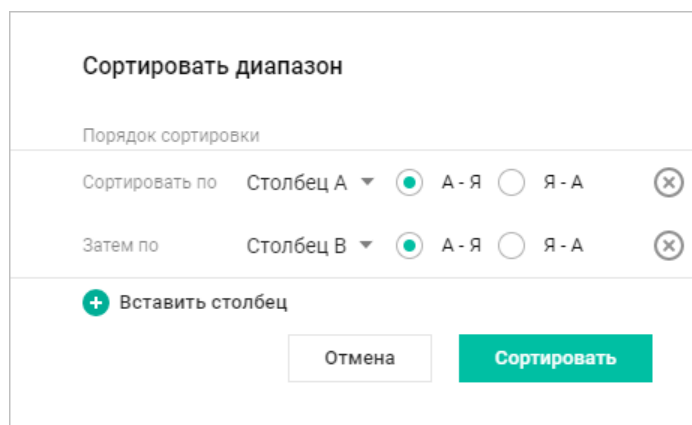 Сортировать диапазон
Порядок сортировки
Сортировать по Столбец A А - Я Я - А
Затем по Столбец B А - Я Я - А
Вставить столбец
Отмена Сортировать